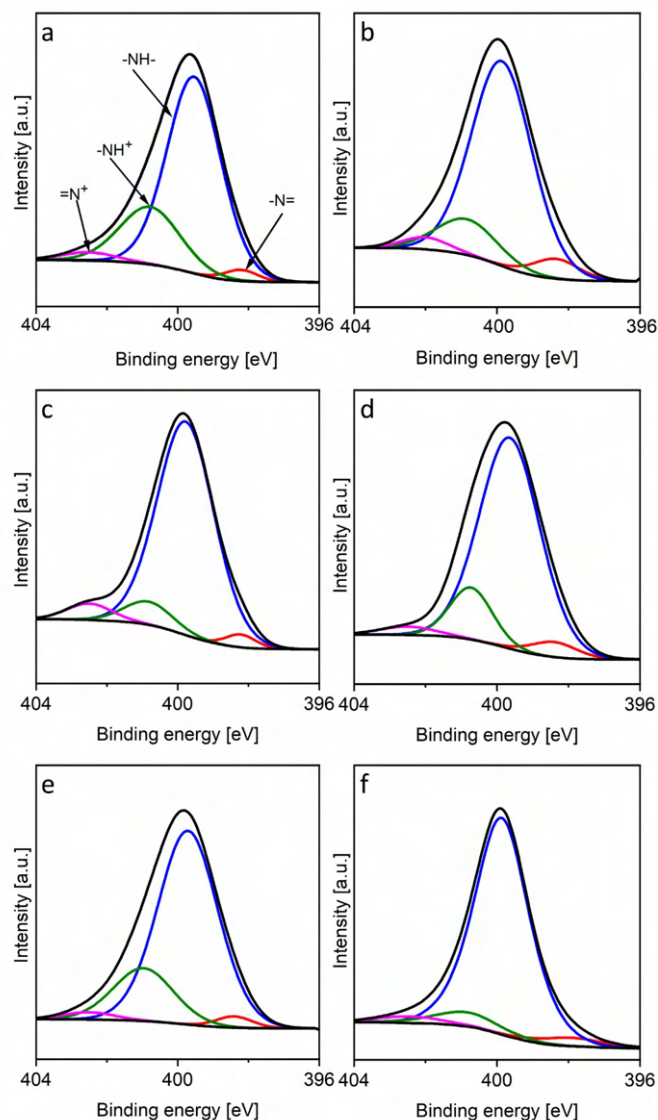 a
-NH-
-NH+
=N+
-N=
Intensity [a.u.]
404 400 396
Binding energy [eV]
b
Intensity [a.u.]
404 400 396
Binding energy [eV]
c
Intensity [a.u.]
404 400 396
Binding energy [eV]
d
Intensity [a.u.]
404 400 396
Binding energy [eV]
e
Intensity [a.u.]
404 400 396
Binding energy [eV]
f
Intensity [a.u.]
404 400 396
Binding energy [eV]